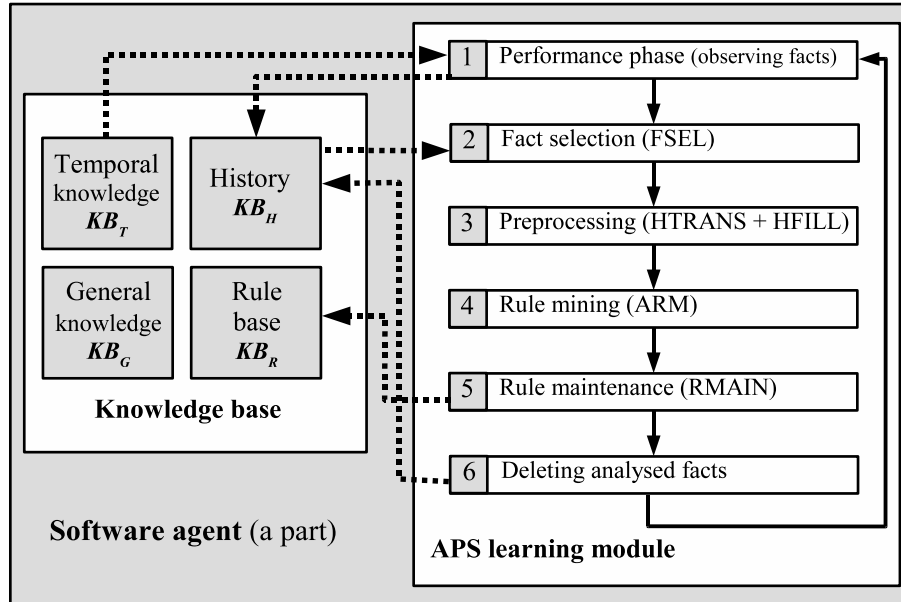 Temporal
knowledge
KB_T
History
KB_H
General
knowledge
KB_G
Rule
base
KB_R
Knowledge base
Software agent (a part)
1 Performance phase (observing facts)
2 Fact selection (FSEL)
3 Preprocessing (HTRANS + HFILL)
4 Rule mining (ARM)
5 Rule maintenance (RMAIN)
6 Deleting analysed facts
APS learning module